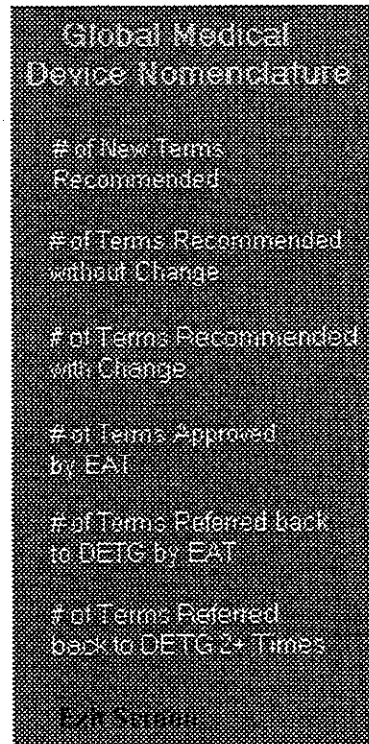 Global Medical
Device Nomenclature
# of New Terms
Recommended
# of Terms Recommended
without Change
# of Terms Recommended
with Change
# of Terms Approved
by EAT
# of Terms Referred back
to DETG by EAT
# of Terms Referred
back to DETG 2+ Times